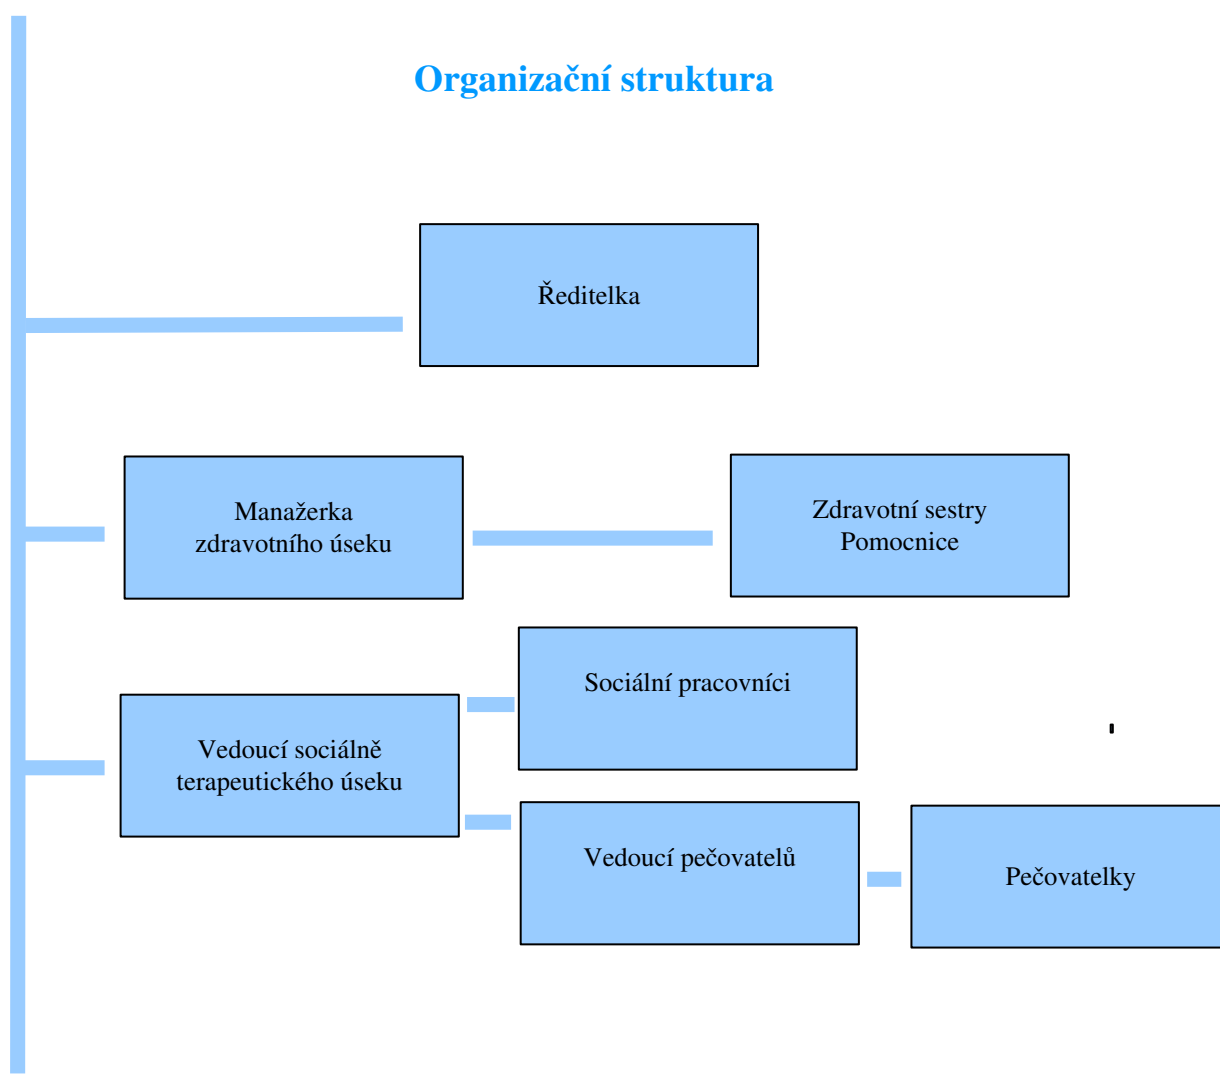 Organizační struktura
Ředitelka
Manažerka
zdravotního úseku
Zdravotní sestry
Pomocnice
Sociální pracovníci
Vedoucí sociálně
terapeutického úseku
Vedoucí pečovatelů
Pečovatelky